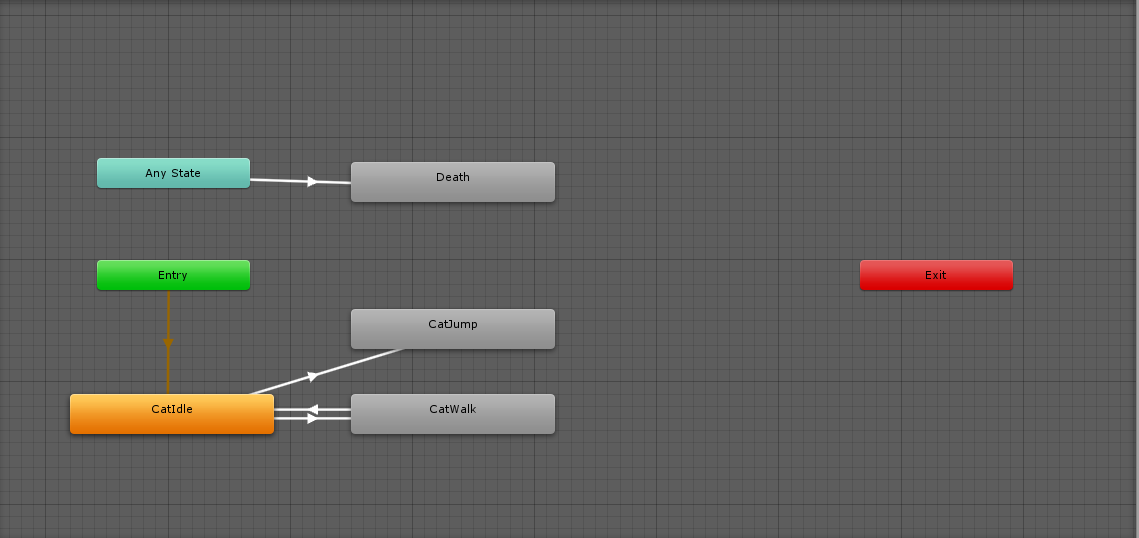 Any State
Death
Entry
Exit
CatJump
CatIdle
CatWalk